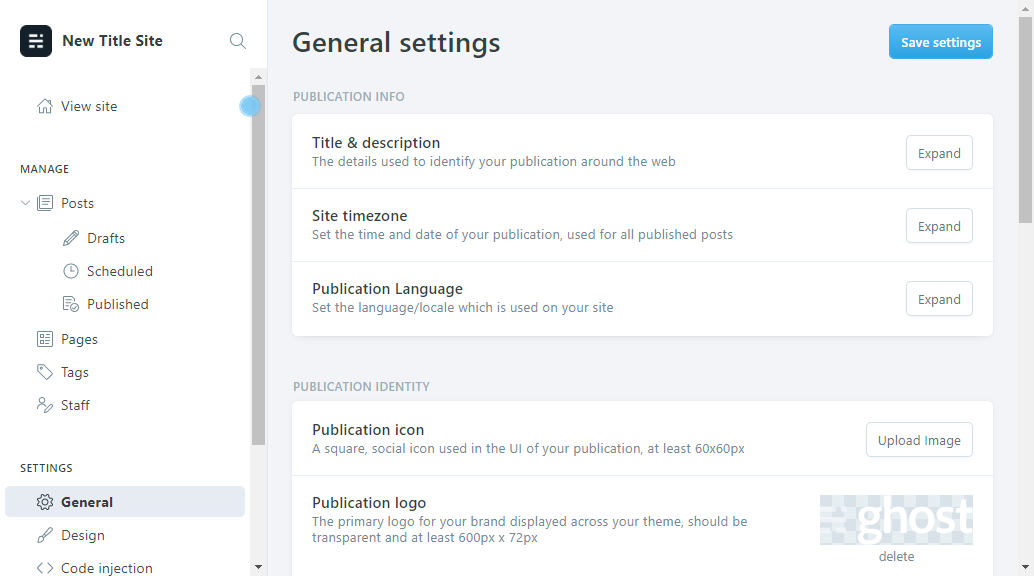 New Title Site
View site
MANAGE
Posts
Drafts
Scheduled
Published
Pages
Tags
Staff
SETTINGS
General
Design
Code injection
General settings
Save settings
PUBLICATION INFO
Title & description
The details used to identify your publication around the web
Expand
Site timezone
Set the time and date of your publication, used for all published posts
Expand
Publication Language
Set the language/locale which is used on your site
Expand
PUBLICATION IDENTITY
Publication icon
A square, social icon used in the UI of your publication, at least 60x60px
Upload Image
Publication logo
The primary logo for your brand displayed across your theme, should be
transparent and at least 600px x 72px
ghost
delete